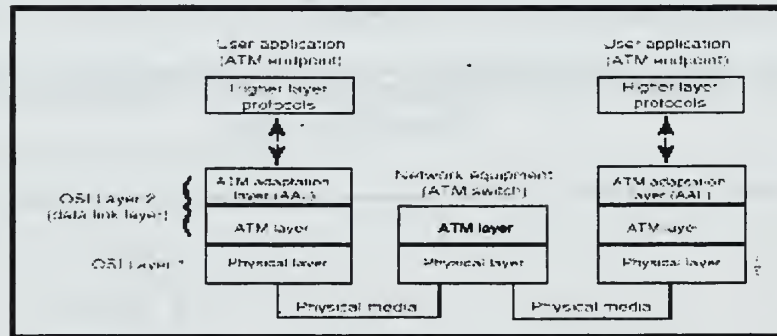 User application
(ATM endpoint)
Higher layer
protocols
User application
(ATM endpoint)
Higher layer
protocols
OSI Layer 2
(data link layer)
OSI Layer
ATM adaptation
layer (AAL)
ATM layer
Physical layer
Network equipment
(ATM switch)
ATM layer
Physical layer
ATM adaptation
layer (AAL)
ATM layer
Physical layer
Physical media
Physical media